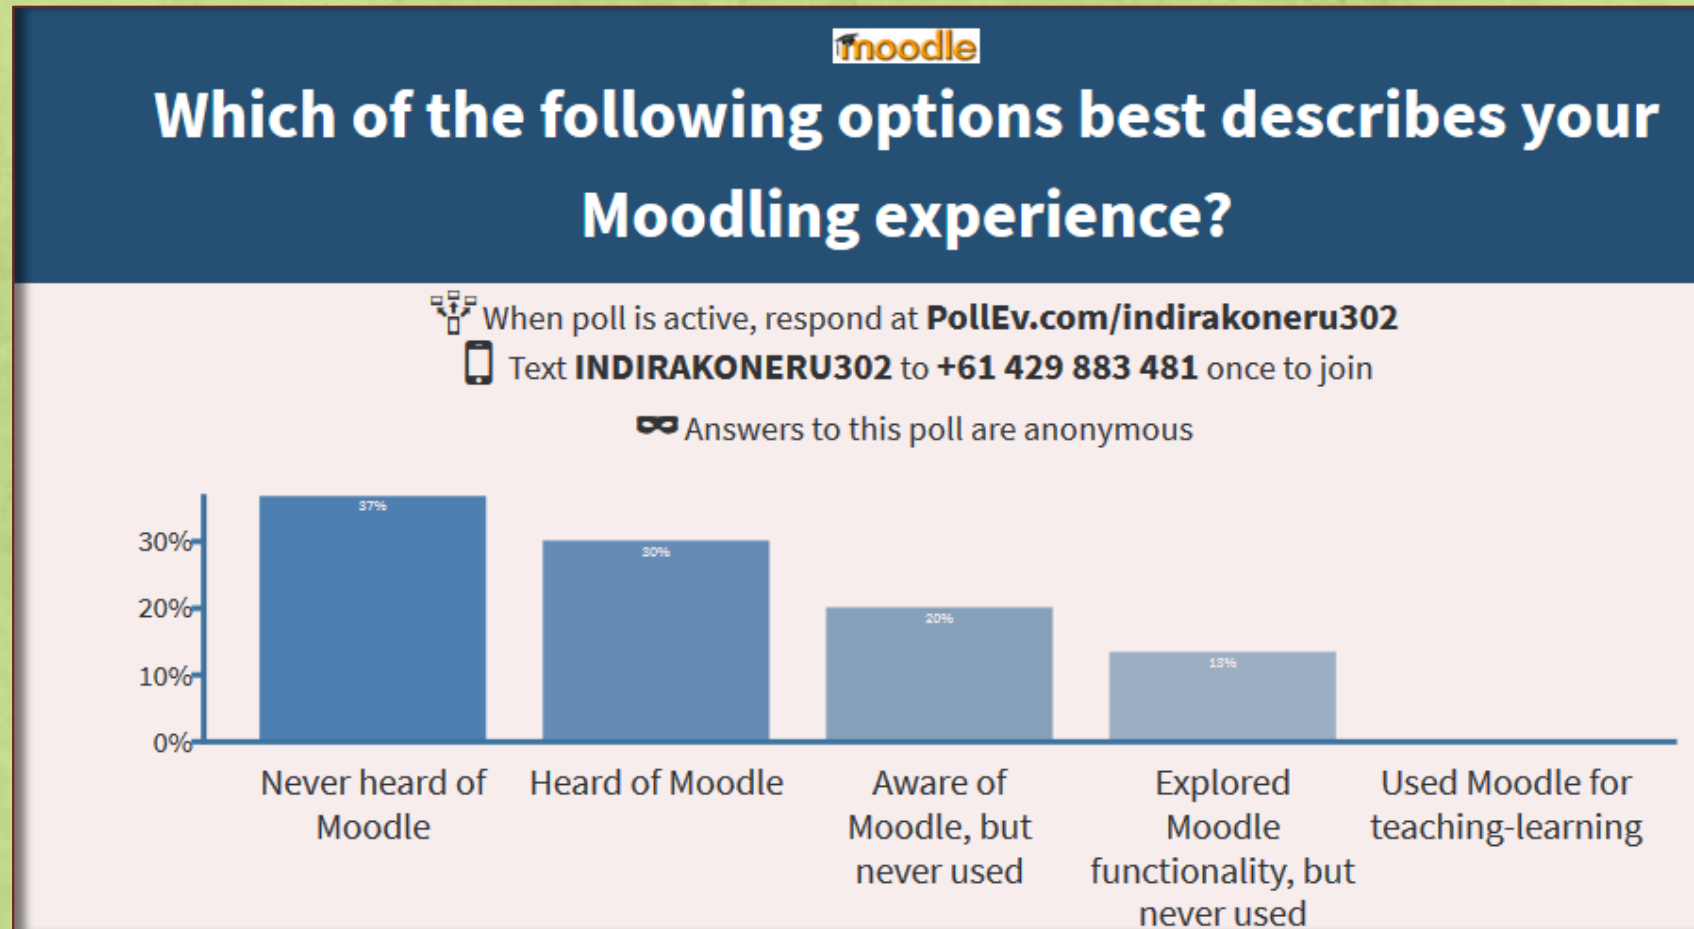 moodle
Which of the following options best describes your
Moodling experience?
When poll is active, respond at PollEv.com/indirakoneru302
Text INDIRAKONERU302 to +61 429 883 481 once to join
Answers to this poll are anonymous
37%
30%
30%
20%
20%
13%
10%
0%
Never heard of
Moodle
Heard of Moodle
Aware of
Moodle, but
never used
Explored
Moodle
functionality, but
never used
Used Moodle for
teaching-learning